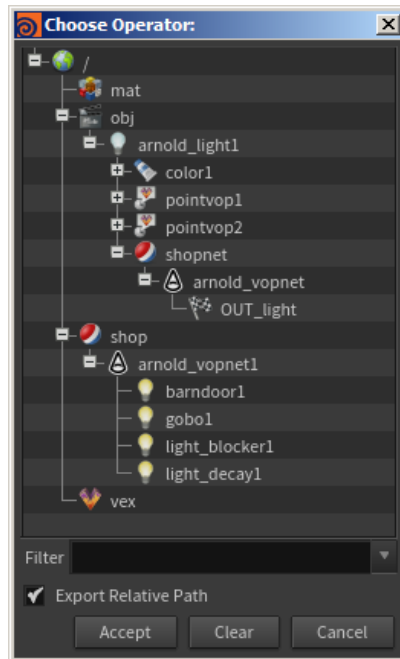 Choose Operator:
/
mat
obj
arnold_light1
color1
pointvop1
pointvop2
shopnet
arnold_vopnet
OUT_light
shop
arnold_vopnet1
barndoor1
gobo1
light_blocker1
light_decay1
vex
Filter
Export Relative Path
Accept Clear Cancel